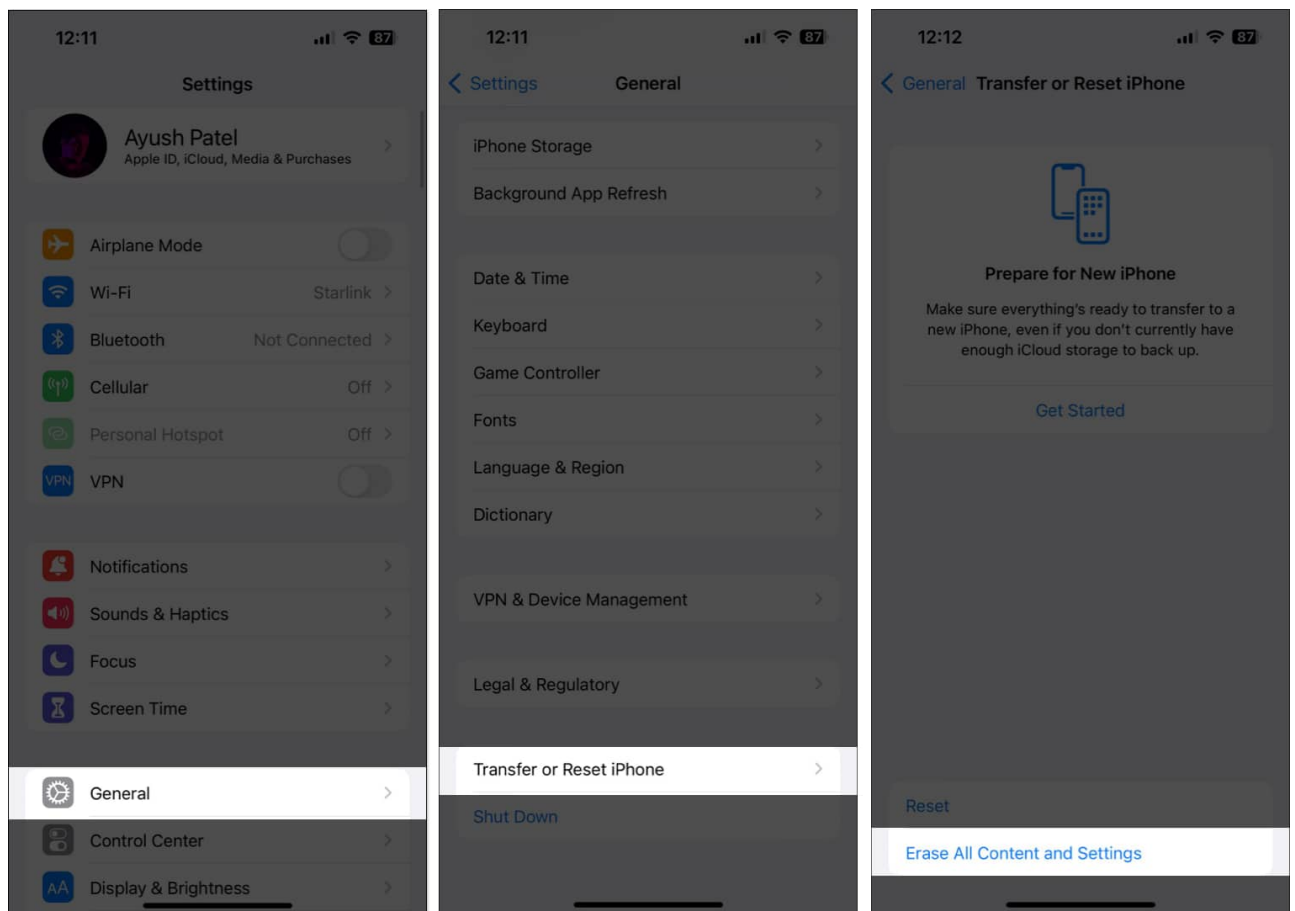 12:11
87
Settings
Ayush Patel
Apple ID, iCloud, Media & Purchases
Airplane Mode
Wi-Fi Starlink
Bluetooth Not Connected
Cellular Off
Personal Hotspot Off
VPN VPN
Notifications
Sounds & Haptics
Focus
Screen Time
General
Control Center
AA Display & Brightness
12:11
87
Settings General
iPhone Storage
Background App Refresh
Date & Time
Keyboard
Game Controller
Fonts
Language & Region
Dictionary
VPN & Device Management
Legal & Regulatory
Transfer or Reset iPhone
Shut Down
12:12
87
General Transfer or Reset iPhone
Prepare for New iPhone
Make sure everything's ready to transfer to a
new iPhone, even if you don't currently have
enough iCloud storage to back up.
Get Started
Reset
Erase All Content and Settings